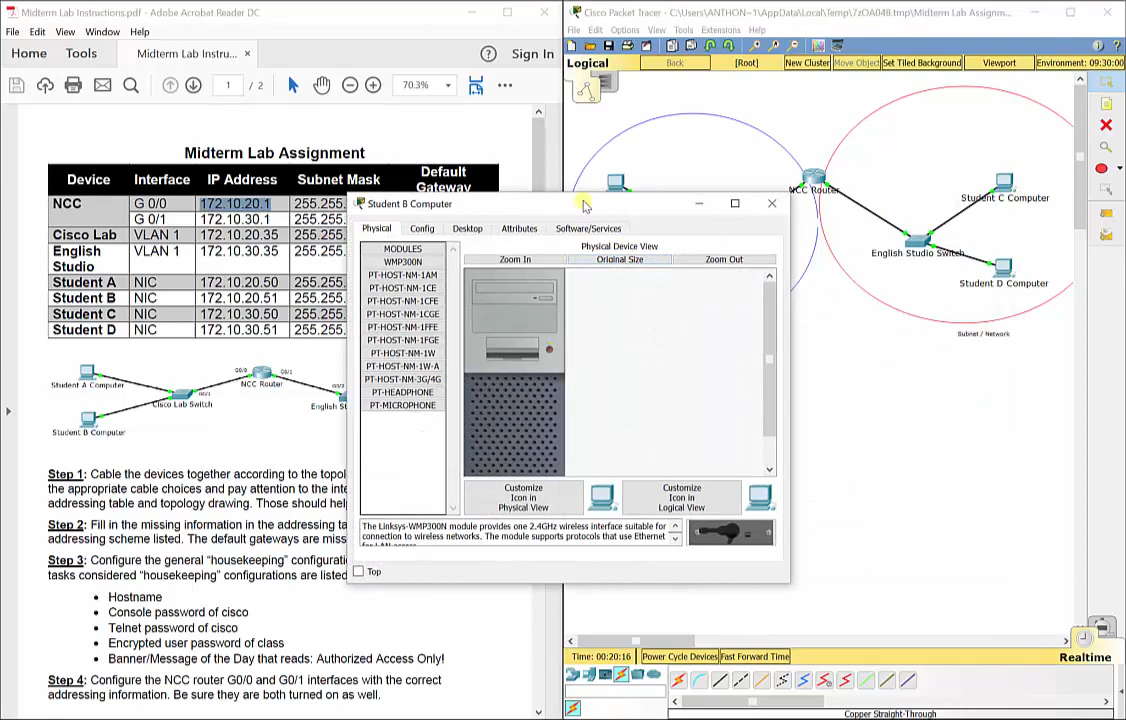 Midterm Lab Instructions.pdf - Adobe Acrobat Reader DC
File Edit View Window Help
Home Tools Midterm Lab Instru... × ? Sign In
1 / 2 70.3%
Midterm Lab Assignment
Device Interface IP Address Subnet Mask Default Gateway
NCC G 0/0 172.10.20.1 255.255.
G 0/1 172.10.30.1 255.255.
Cisco Lab VLAN 1 172.10.20.35 255.255.
English Studio VLAN 1 172.10.30.35 255.255.
Student A NIC 172.10.20.50 255.255.
Student B NIC 172.10.20.51 255.255.
Student C NIC 172.10.30.50 255.255.
Student D NIC 172.10.30.51 255.255.
Student A Computer
G0/0 G0/1
NCC Router
G0/1
Cisco Lab Switch
English St
Student B Computer
Step 1: Cable the devices together according to the topol
the appropriate cable choices and pay attention to the inte
addressing table and topology drawing. Those should hel
Step 2: Fill in the missing information in the addressing ta
addressing scheme listed. The default gateways are miss
Step 3: Configure the general “housekeeping” configurati
tasks considered “housekeeping” configurations are listed
• Hostname
• Console password of cisco
• Telnet password of cisco
• Encrypted user password of class
• Banner/Message of the Day that reads: Authorized Access Only!
Step 4: Configure the NCC router G0/0 and G0/1 interfaces with the correct
addressing information. Be sure they are both turned on as well.
Cisco Packet Tracer - C:\Users\ANTHON~1\AppData\Local\Temp\7zOA04B.tmp\Midterm Lab Assignm...
File Edit Options View Tools Extensions Help
Logical Back [Root] New Cluster Move Object Set Tiled Background Viewport Environment: 09:30:00
NCC Router
Student C Computer
English Studio Switch
Student D Computer
Subnet / Network
Student B Computer
Physical Config Desktop Attributes Software/Services
MODULES
WMP300N
PT-HOST-NM-1AM
PT-HOST-NM-1CE
PT-HOST-NM-1CFE
PT-HOST-NM-1CGE
PT-HOST-NM-1FFE
PT-HOST-NM-1FGE
PT-HOST-NM-1W
PT-HOST-NM-1W-A
PT-HOST-NM-3G/4G
PT-HEADPHONE
PT-MICROPHONE
Physical Device View
Zoom In Original Size Zoom Out
Customize Icon in Physical View
Customize Icon in Logical View
The Linksys-WMP300N module provides one 2.4GHz wireless interface suitable for
connection to wireless networks. The module supports protocols that use Ethernet
Top
Time: 00:20:16 Power Cycle Devices Fast Forward Time
Realtime
Copper Straight-Through